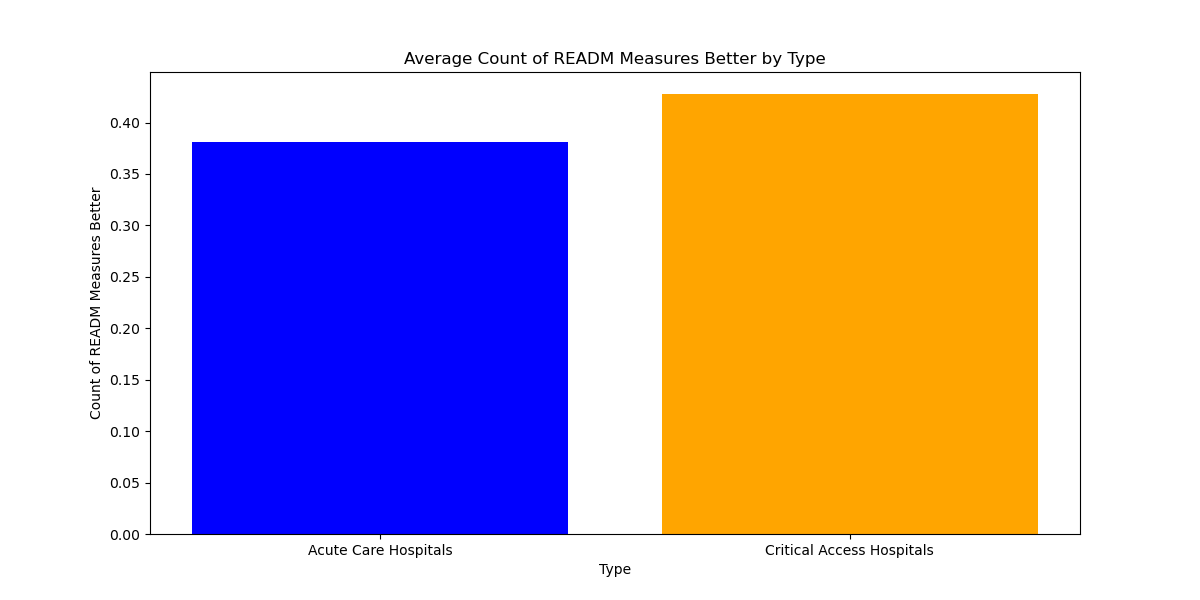 Average Count of READM Measures Better by Type
Count of READM Measures Better
0.40
0.35
0.30
0.25
0.20
0.15
0.10
0.05
0.00
Acute Care Hospitals
Critical Access Hospitals
Type